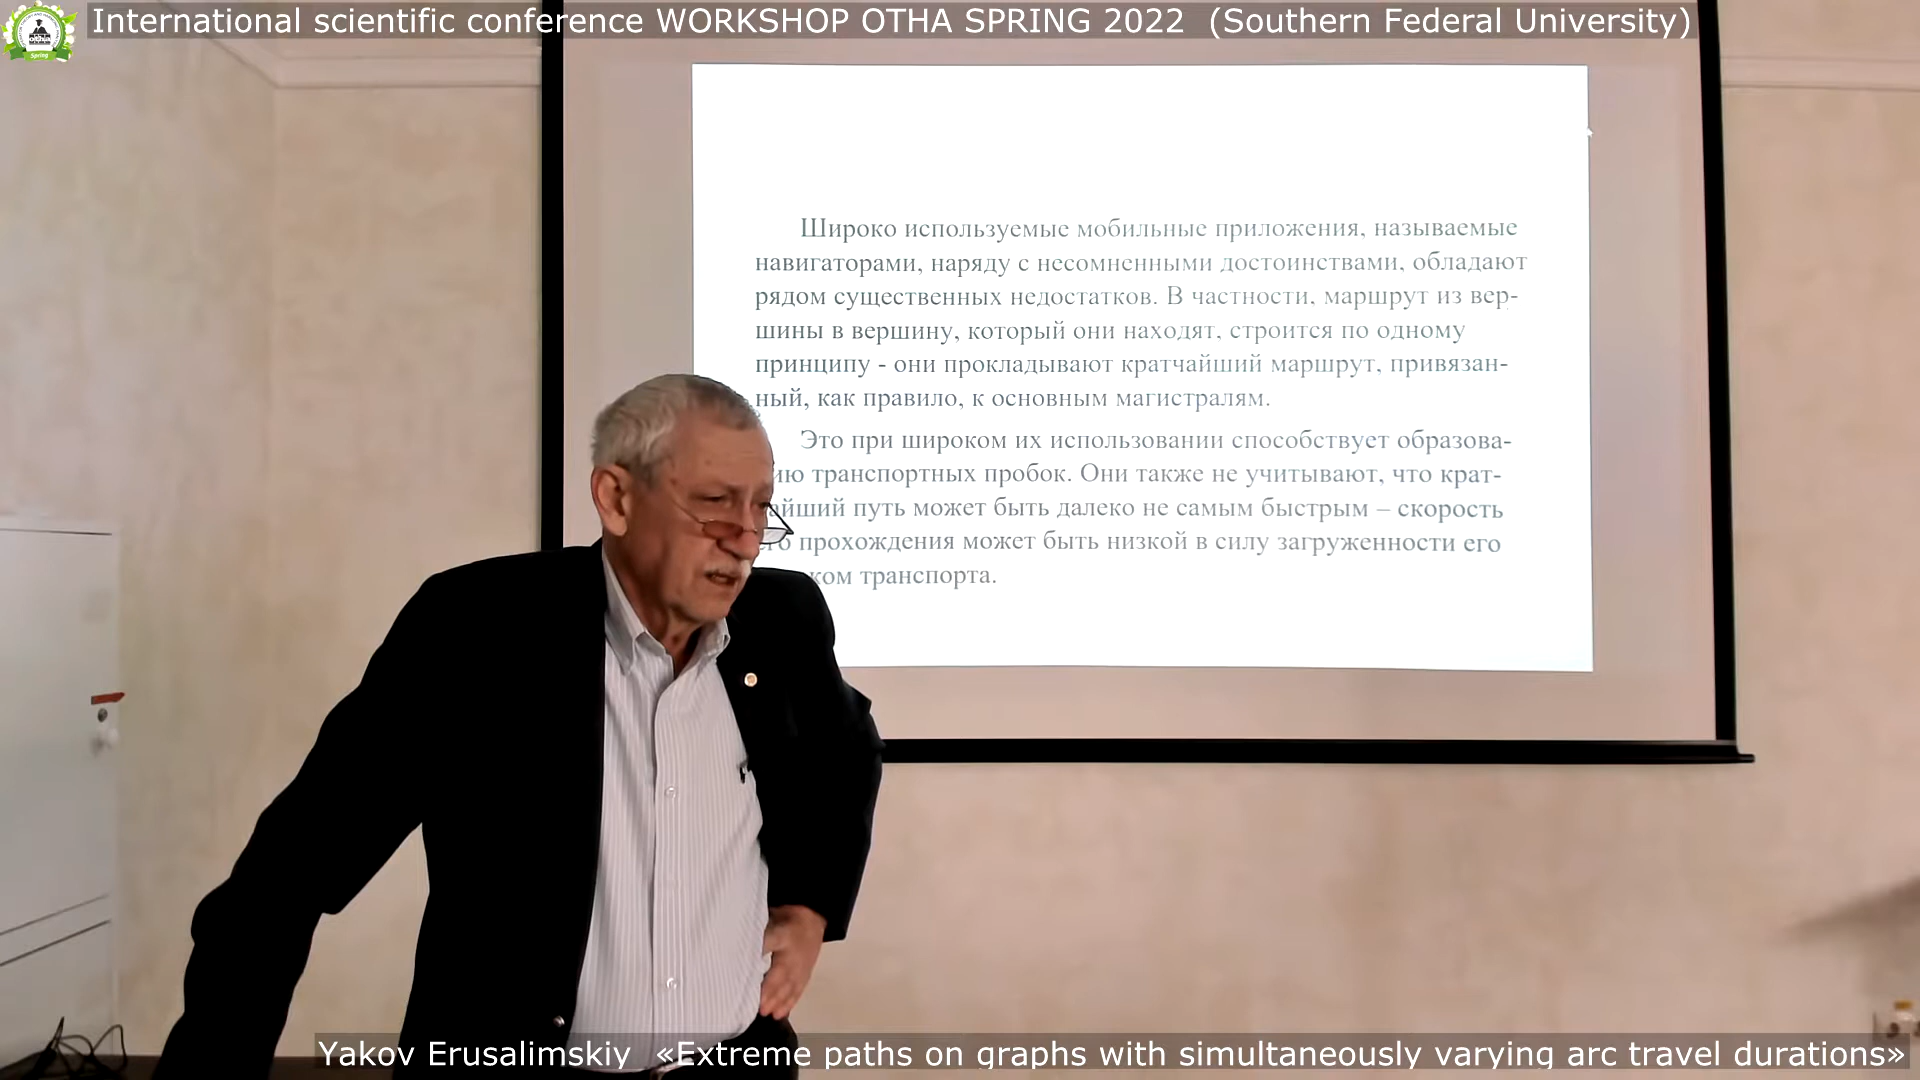 International scientific conference WORKSHOP OTHA SPRING 2022 (Southern Federal University)
Широко используемые мобильные приложения, называемые
навигаторами, наряду с несомненными достоинствами, обладают
рядом существенных недостатков. В частности, маршрут из вер-
шины в вершину, который они находят, строится по одному
принципу - они прокладывают кратчайший маршрут, привязан-
ный, как правило, к основным магистралям.
Это при широком их использовании способствует образова-
нию транспортных пробок. Они также не учитывают, что крат-
чайший путь может быть далеко не самым быстрым – скорость
его прохождения может быть низкой в силу загруженности его
транспорта.
Yakov Erusalimskiy «Extreme paths on graphs with simultaneously varying arc travel durations»